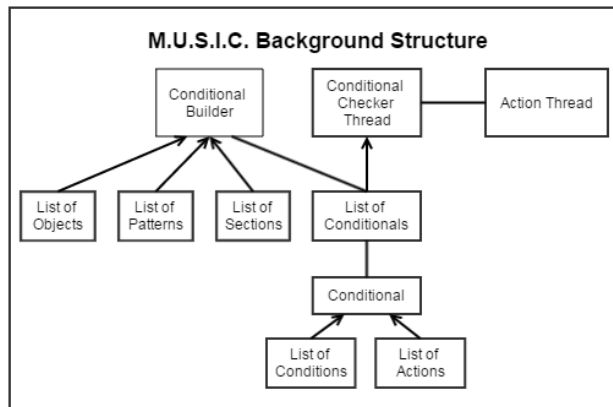 M.U.S.I.C. Background Structure
Conditional
Builder
Conditional
Checker
Thread
Action Thread
List of
Objects
List of
Patterns
List of
Sections
List of
Conditionals
Conditional
List of
Conditions
List of
Actions